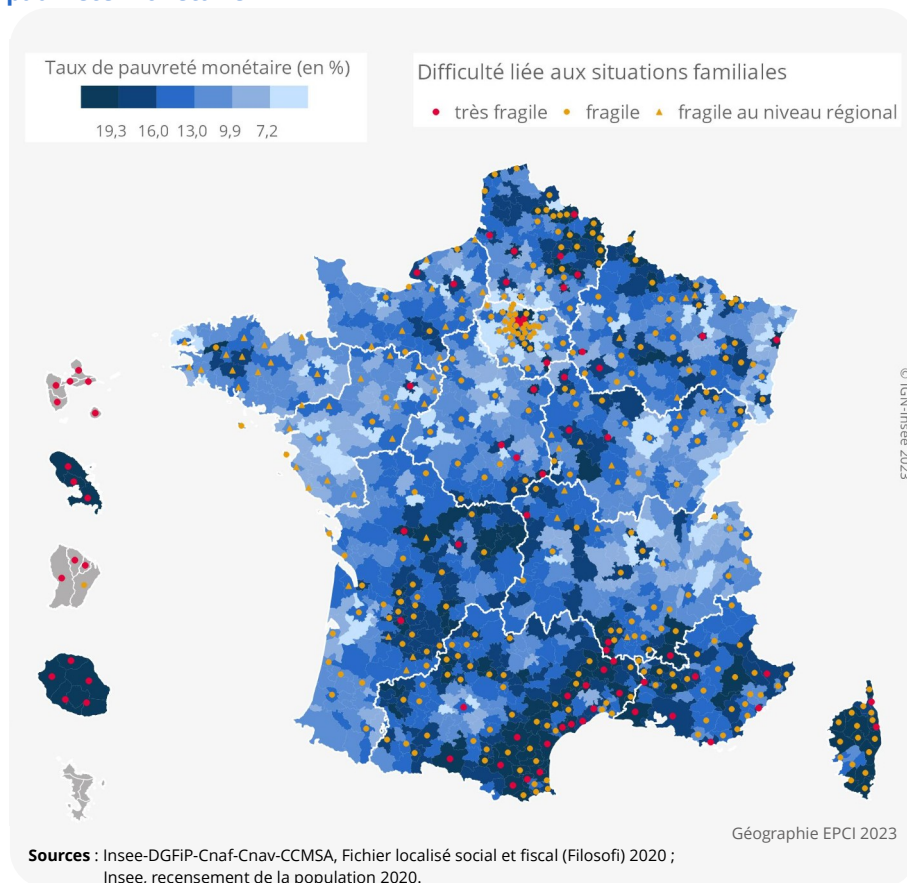 Taux de pauvreté monétaire (en %)
19,3 16,0 13,0 9,9 7,2
Difficulté liée aux situations familiales
très fragile fragile fragile au niveau régional
© IGN-Insee 2023
Géographie EPCI 2023
Sources : Insee-DGFiP-Cnaf-Cnav-CCMSA, Fichier localisé social et fiscal (Filosofi) 2020 ;
Insee, recensement de la population 2020.